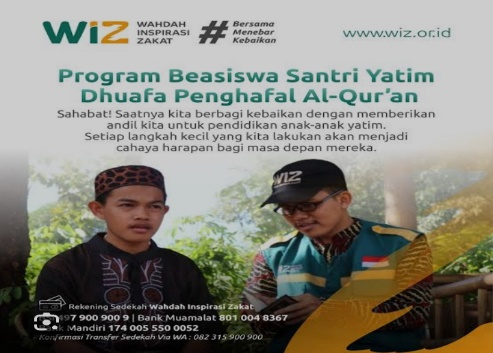 WIZ WAHDAH INSPIRASI ZAKAT
# Bersama Menebar Kebaikan
www.wiz.or.id
Program Beasiswa Santri Yatim
Dhuafa Penghafal Al-Qur’an
Sahabat! Saatnya kita berbagi kebaikan dengan memberikan
andil kita untuk pendidikan anak-anak yatim.
Setiap langkah kecil yang kita lakukan akan menjadi
cahaya harapan bagi masa depan mereka.
WIZ
WIZ
Rekening Sedekah Wahdah Inspirasi Zakat
900 900 9 | Bank Muamalat 801 004 8367
Mandiri 174 005 550 0052
Konfirmasi Transfer Sedekah Via WA : 082 315 900 900